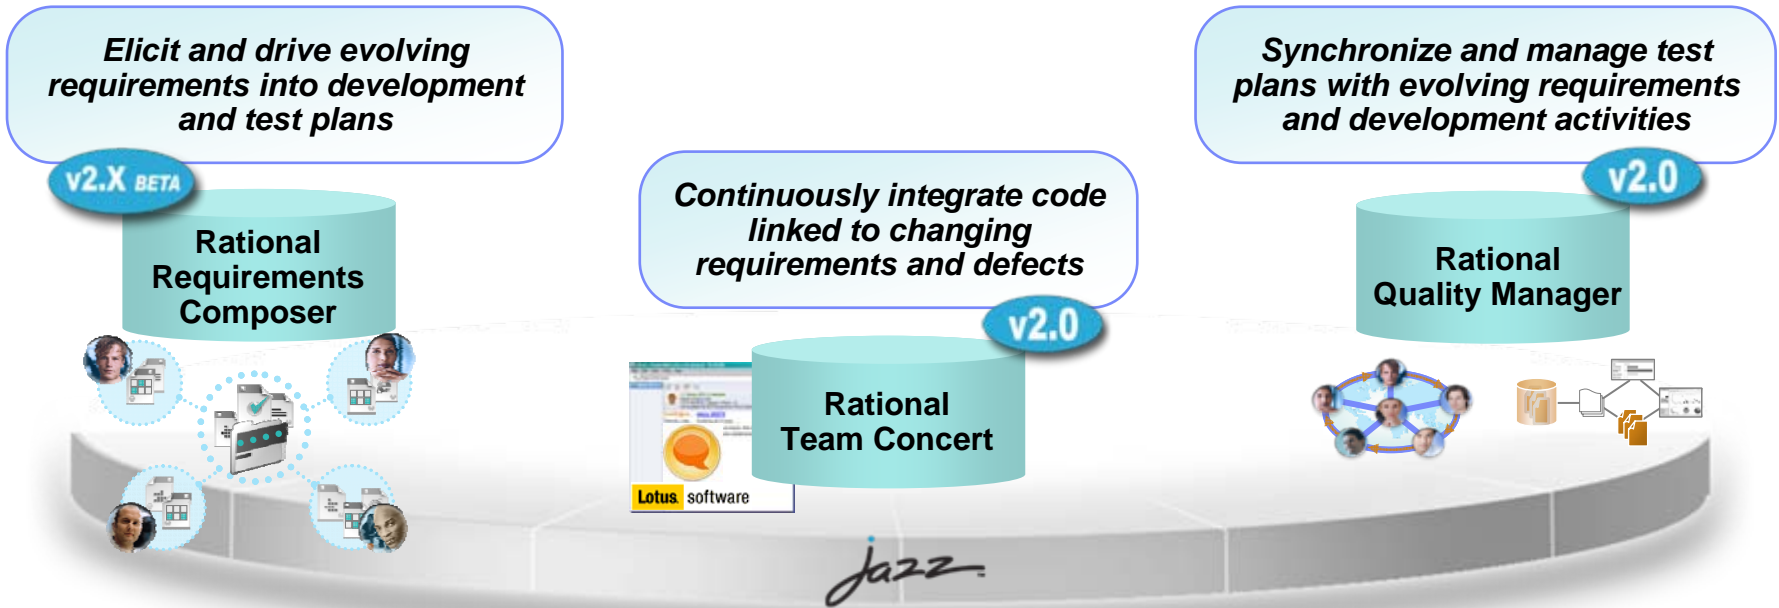 Elicit and drive evolving
requirements into development
and test plans
v2.X BETA
Rational
Requirements
Composer
Continuously integrate code
linked to changing
requirements and defects
v2.0
Rational
Team Concert
Lotus. software
Synchronize and manage test
plans with evolving requirements
and development activities
v2.0
Rational
Quality Manager
jazz